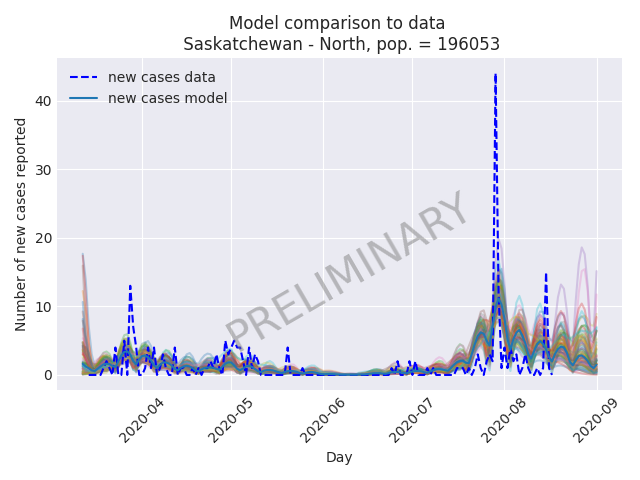 Model comparison to data
Saskatchewan - North, pop. = 196053
new cases data
new cases model
Number of new cases reported
40
30
20
10
0
PRELIMINARY
2020-04
2020-05
2020-06
2020-07
2020-08
2020-09
Day